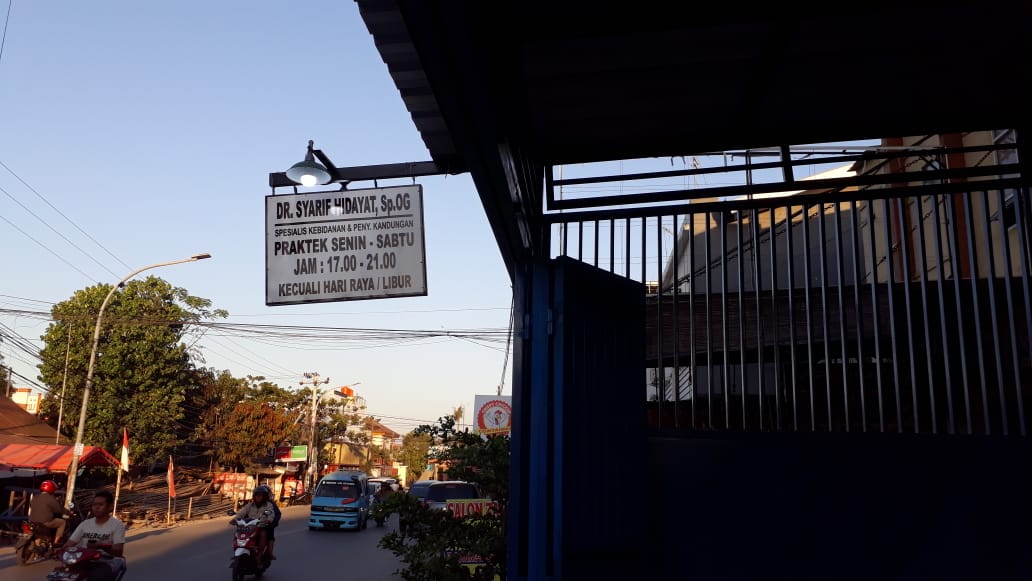 DR. SYARIF HIDAYAT, Sp.OG
SPESIALIS KEBIDANAN & PENY. KANDUNGAN
PRAKTEK SENIN - SABTU
JAM : 17.00 - 21.00
KECUALI HARI RAYA / LIBUR
SALON